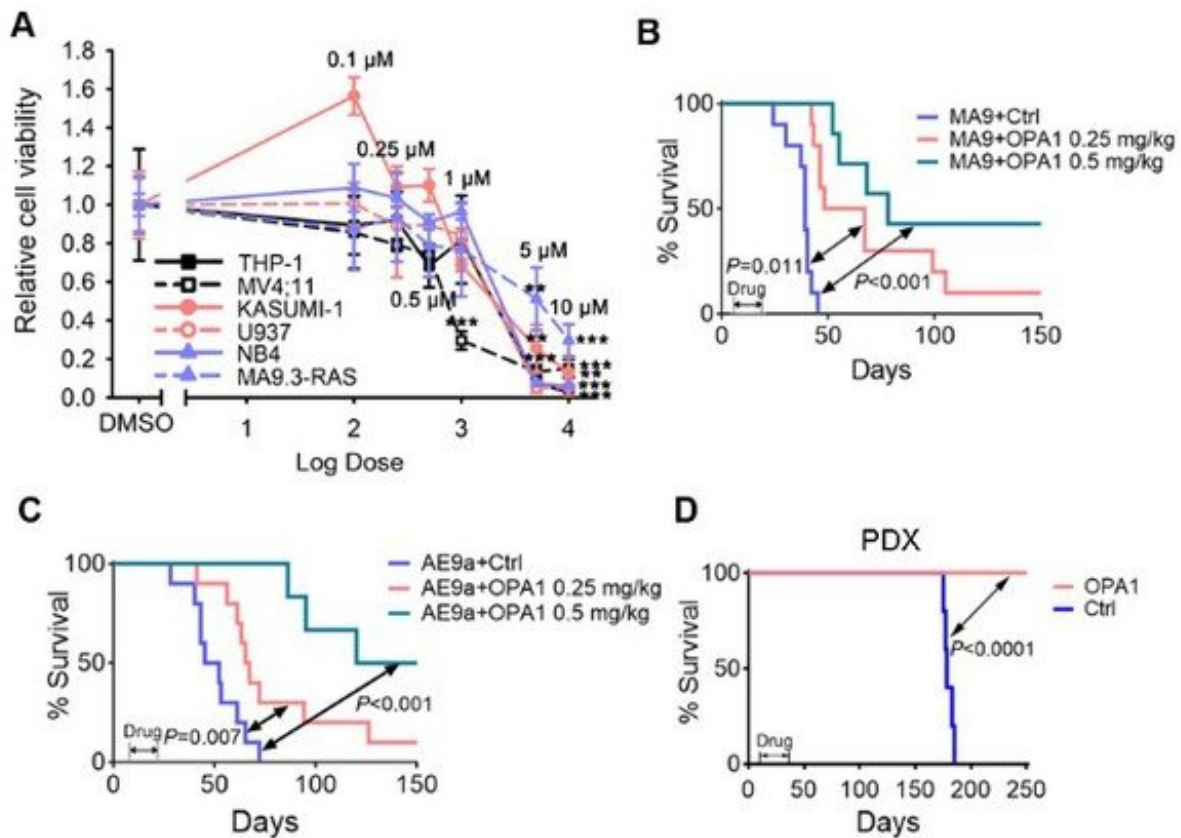 A
1.8
1.6
1.4
1.2
1.0
0.8
0.6
0.4
0.2
0.0
Relative cell viability
0.1 µM
0.25 µM
1 µM
0.5 µM
5 µM
10 µM
**
***
**
***
***
***
**
***
***
THP-1
MV4;11
KASUMI-1
U937
NB4
MA9.3-RAS
DMSO
1
2
3
4
Log Dose
B
100
50
0
% Survival
MA9+Ctrl
MA9+OPA1 0.25 mg/kg
MA9+OPA1 0.5 mg/kg
P=0.011
P<0.001
Drug
0
50
100
150
Days
C
100
50
0
% Survival
AE9a+Ctrl
AE9a+OPA1 0.25 mg/kg
AE9a+OPA1 0.5 mg/kg
P<0.001
Drug
P=0.007
0
50
100
150
Days
D
PDX
100
50
0
% Survival
OPA1
Ctrl
P<0.0001
Drug
0
50
100
150
200
250
Days